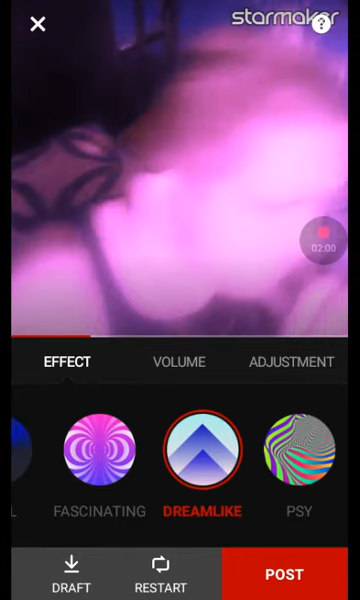 starmaker
?
02:00
EFFECT VOLUME ADJUSTMENT
L FASCINATING DREAMLIKE PSY
DRAFT RESTART POST